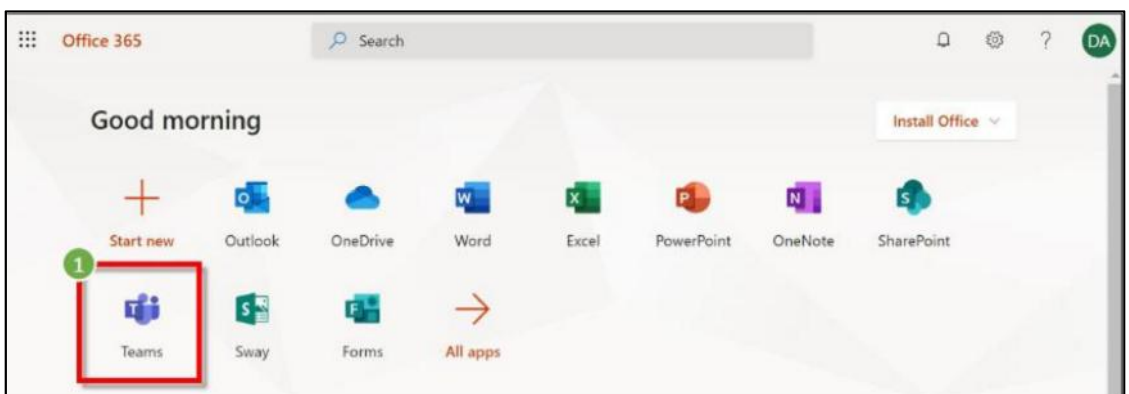 Office 365 Search DA
Good morning
Install Office
Start new Outlook OneDrive Word Excel PowerPoint OneNote SharePoint
1
Teams Sway Forms All apps